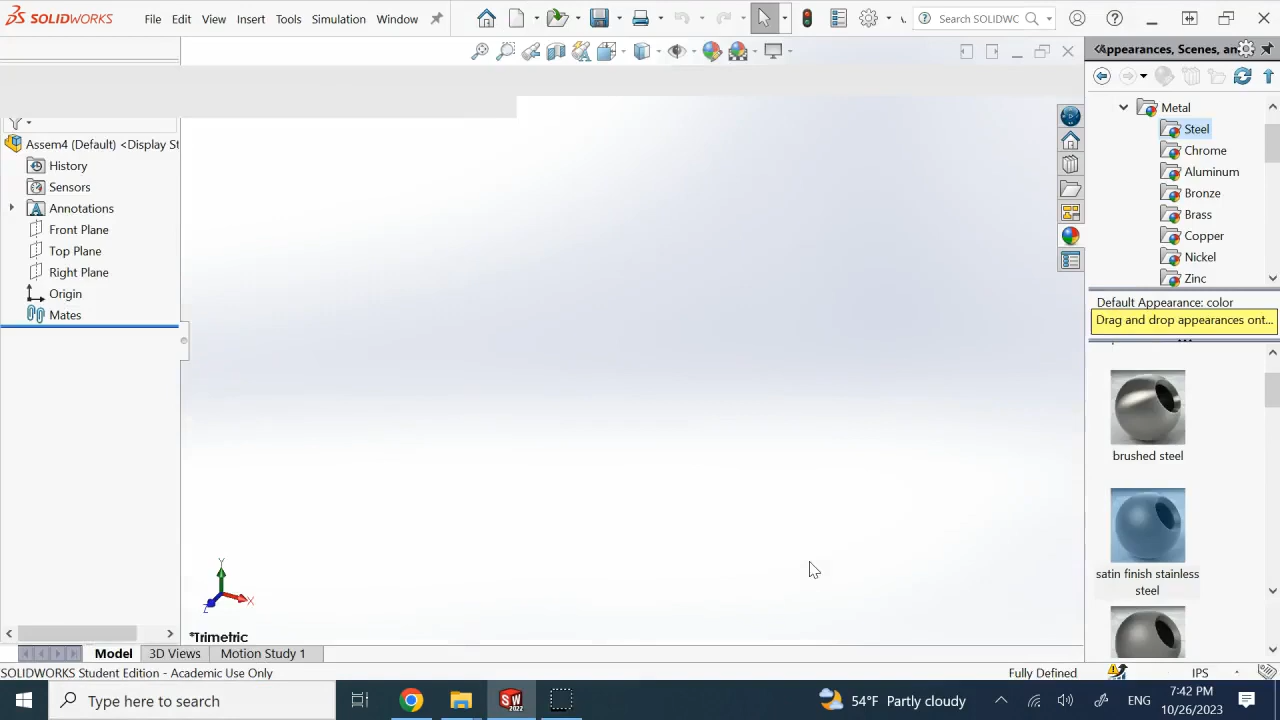 SOLIDWORKS
File Edit View Insert Tools Simulation Window
Search SOLIDWC
Appearances, Scenes, an
Assem4 (Default) <Display St
History
Sensors
Annotations
Front Plane
Top Plane
Right Plane
Origin
Mates
Metal
Steel
Chrome
Aluminum
Bronze
Brass
Copper
Nickel
Zinc
Default Appearance: color
Drag and drop appearances ont...
brushed steel
satin finish stainless
steel
Y
X
Z
*Trimetric
Model 3D Views Motion Study 1
SOLIDWORKS Student Edition - Academic Use Only
Fully Defined
IPS
Type here to search
SW
2022
54°F Partly cloudy
ENG
7:42 PM
10/26/2023